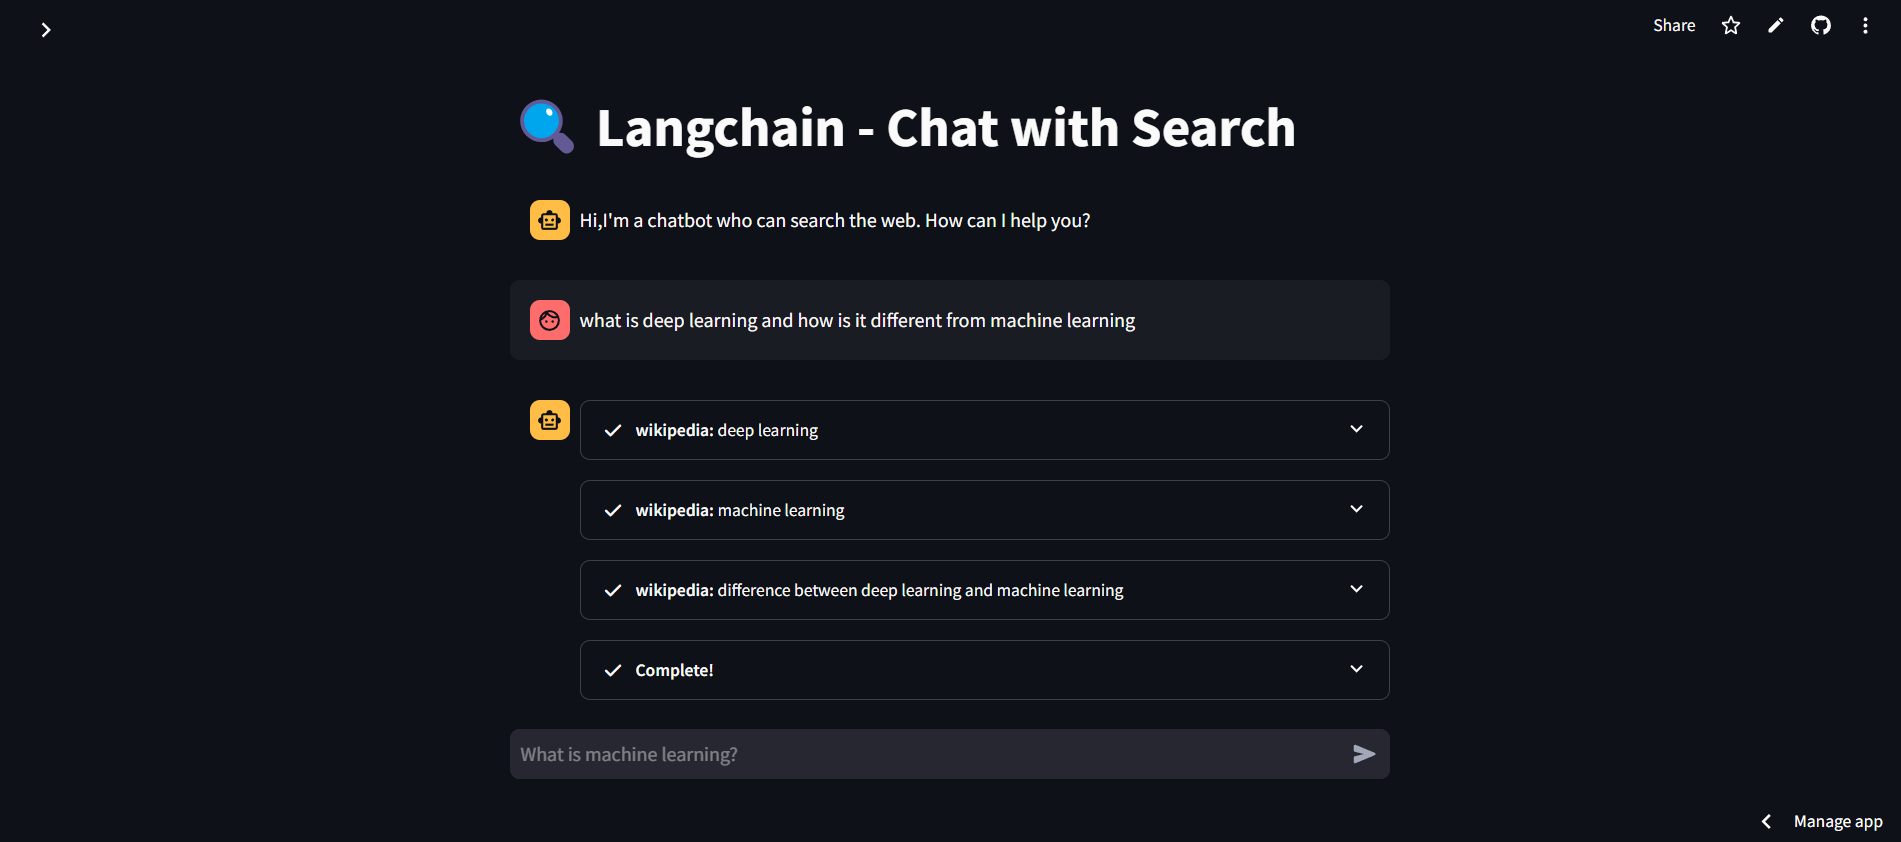 Share
Langchain - Chat with Search
Hi,I'm a chatbot who can search the web. How can I help you?
what is deep learning and how is it different from machine learning
wikipedia: deep learning
wikipedia: machine learning
wikipedia: difference between deep learning and machine learning
Complete!
What is machine learning?
Manage app